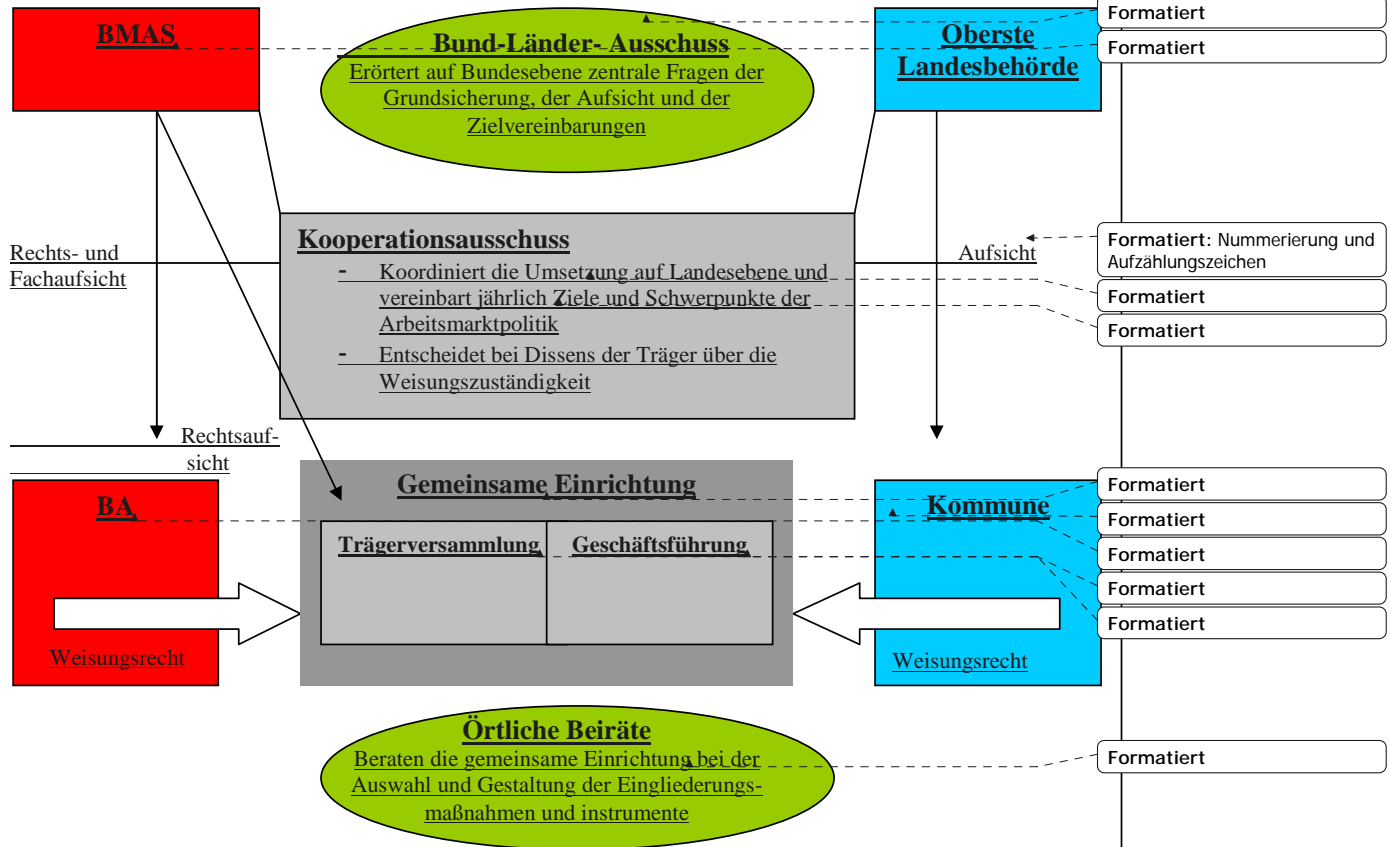 BMAS
Bund-Länder- Ausschuss
Erörtert auf Bundesebene zentrale Fragen der
Grundsicherung, der Aufsicht und der
Zielvereinbarungen
Oberste
Landesbehörde
Formatiert
Formatiert
Rechts- und
Fachaufsicht
Kooperationsausschuss
- Koordiniert die Umsetzung auf Landesebene und
vereinbart jährlich Ziele und Schwerpunkte der
Arbeitsmarktpolitik
- Entscheidet bei Dissens der Träger über die
Weisungszuständigkeit
Aufsicht
Formatiert: Nummerierung und
Aufzählungszeichen
Formatiert
Formatiert
Rechtsauf-
sicht
BA
Weisungsrecht
Gemeinsame Einrichtung
Trägerversammlung
Geschäftsführung
Kommune
Weisungsrecht
Formatiert
Formatiert
Formatiert
Formatiert
Formatiert
Örtliche Beiräte
Beraten die gemeinsame Einrichtung bei der
Auswahl und Gestaltung der Eingliederungs-
maßnahmen und instrumente
Formatiert